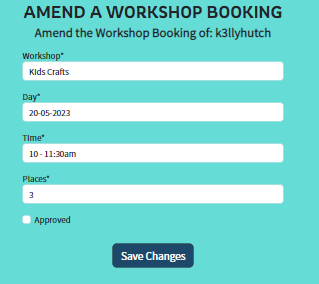 AMEND A WORKSHOP BOOKING
Amend the Workshop Booking of: k3llyhutch
Workshop*
Kids Crafts
Day*
20-05-2023
Time*
10 - 11:30am
Places*
3
Approved
Save Changes